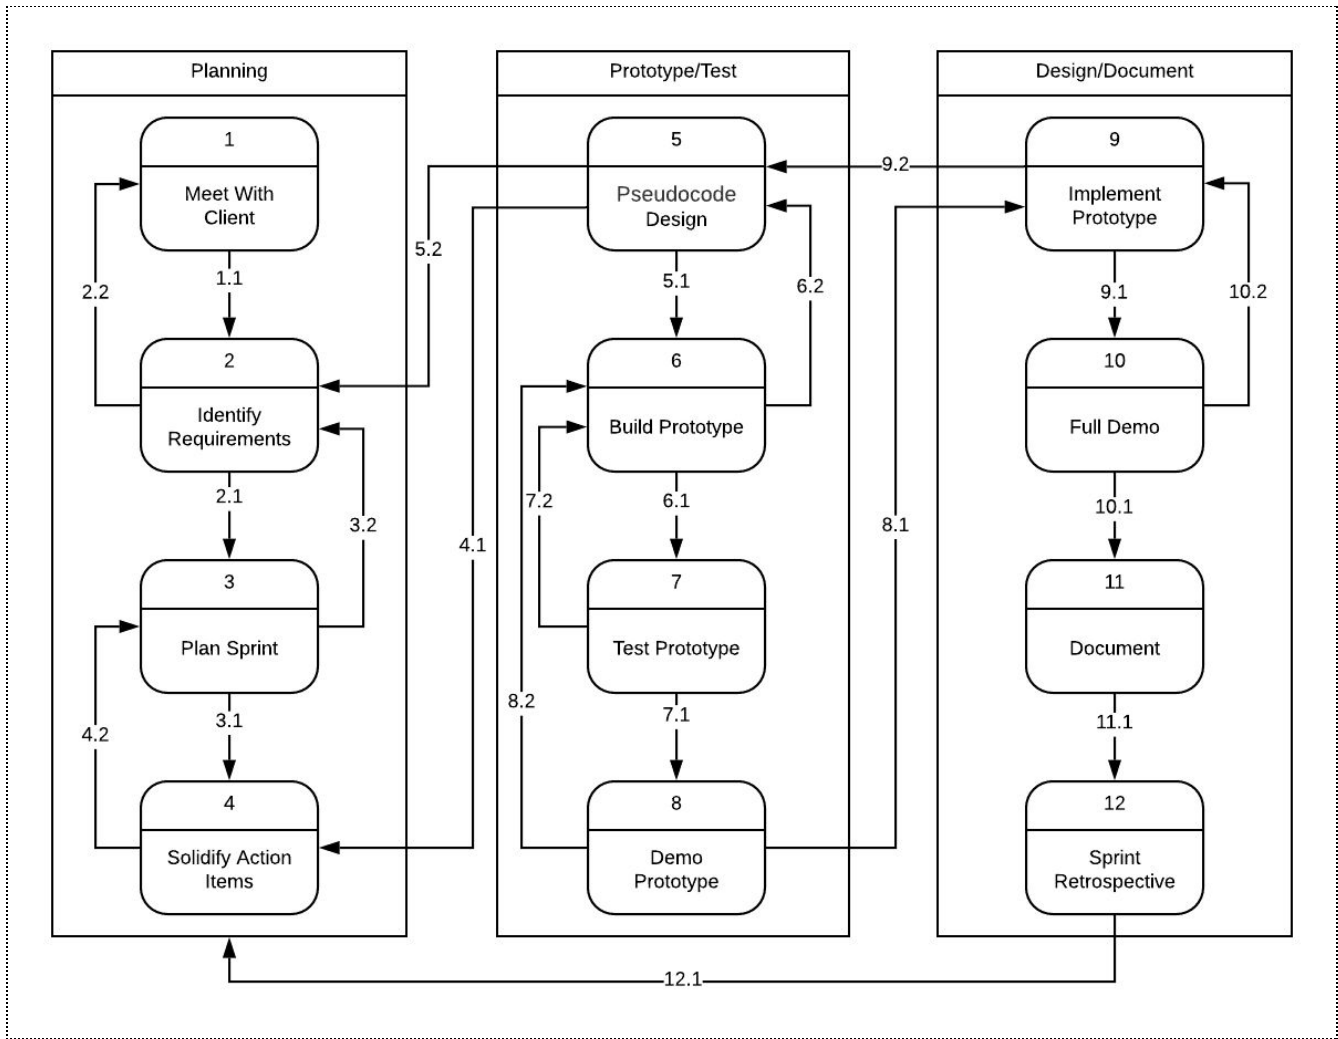 Planning
1
Meet With
Client
1.1
2.2
2
Identify
Requirements
2.1
3.2
3
Plan Sprint
3.1
4.2
4
Solidify Action
Items
5.2
4.1
Prototype/Test
5
Pseudocode
Design
5.1
6.2
6
Build Prototype
7.2
6.1
7
Test Prototype
8.2
7.1
8
Demo
Prototype
9.2
8.1
Design/Document
9
Implement
Prototype
9.1
10.2
10
Full Demo
10.1
11
Document
11.1
12
Sprint
Retrospective
12.1